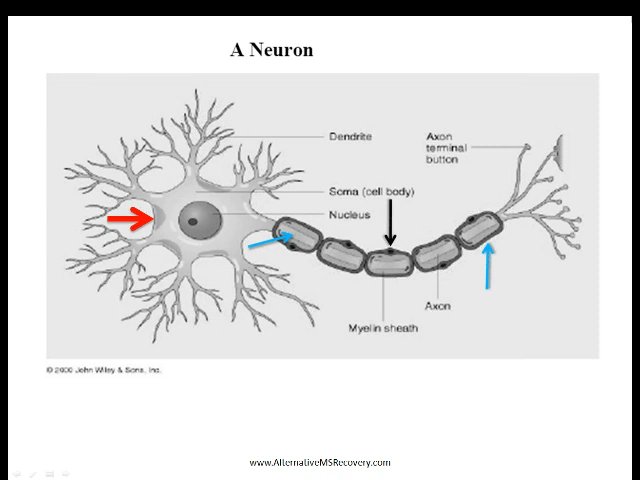 A Neuron
Dendrite
Axon
terminal
button
Soma (cell body)
Nucleus
Axon
Myelin sheath
© 2000 John Wiley & Sons, Inc.
www.AlternativeMSRecovery.com